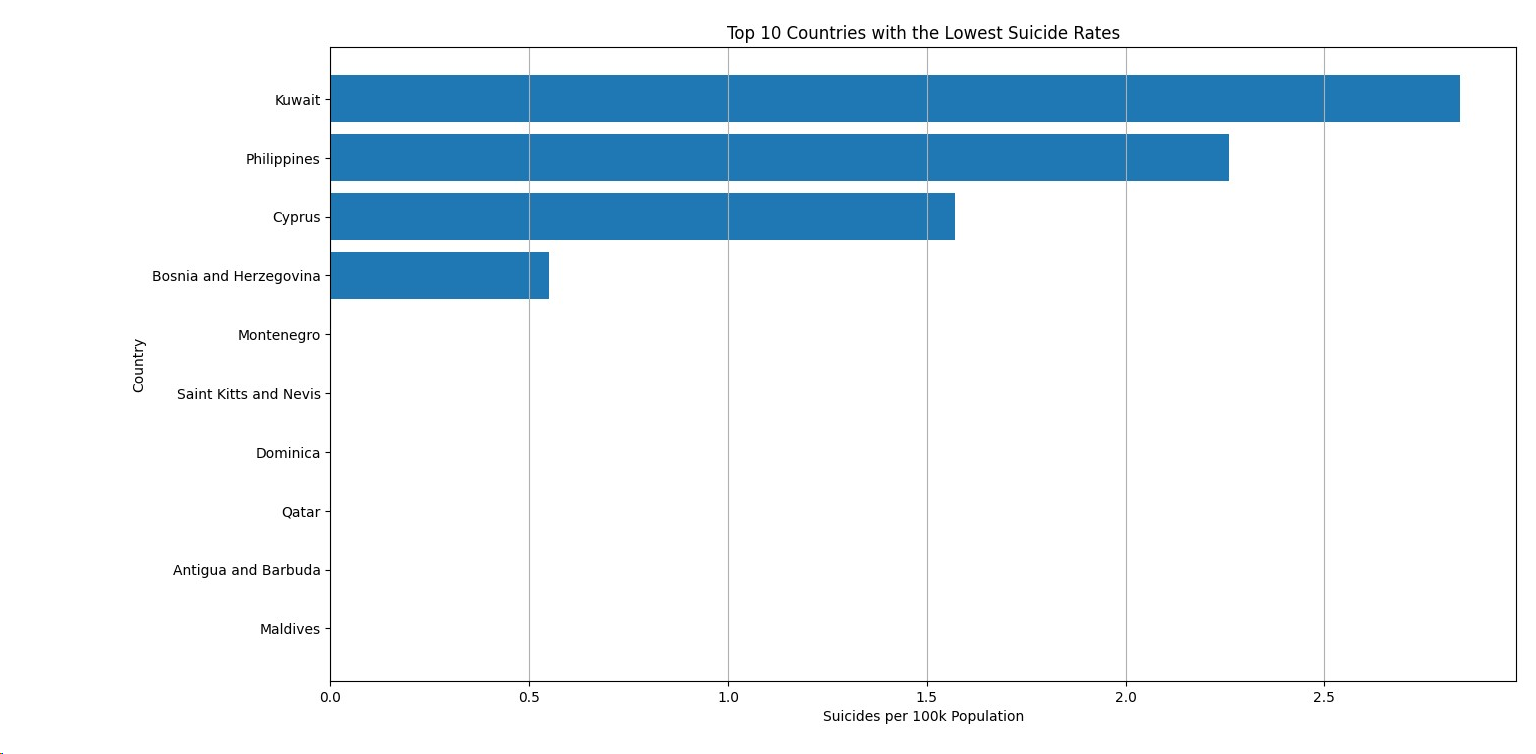 Top 10 Countries with the Lowest Suicide Rates
Kuwait
Philippines
Cyprus
Bosnia and Herzegovina
Montenegro
Saint Kitts and Nevis
Dominica
Qatar
Antigua and Barbuda
Maldives
Country
0.0 0.5 1.0 1.5 2.0 2.5
Suicides per 100k Population